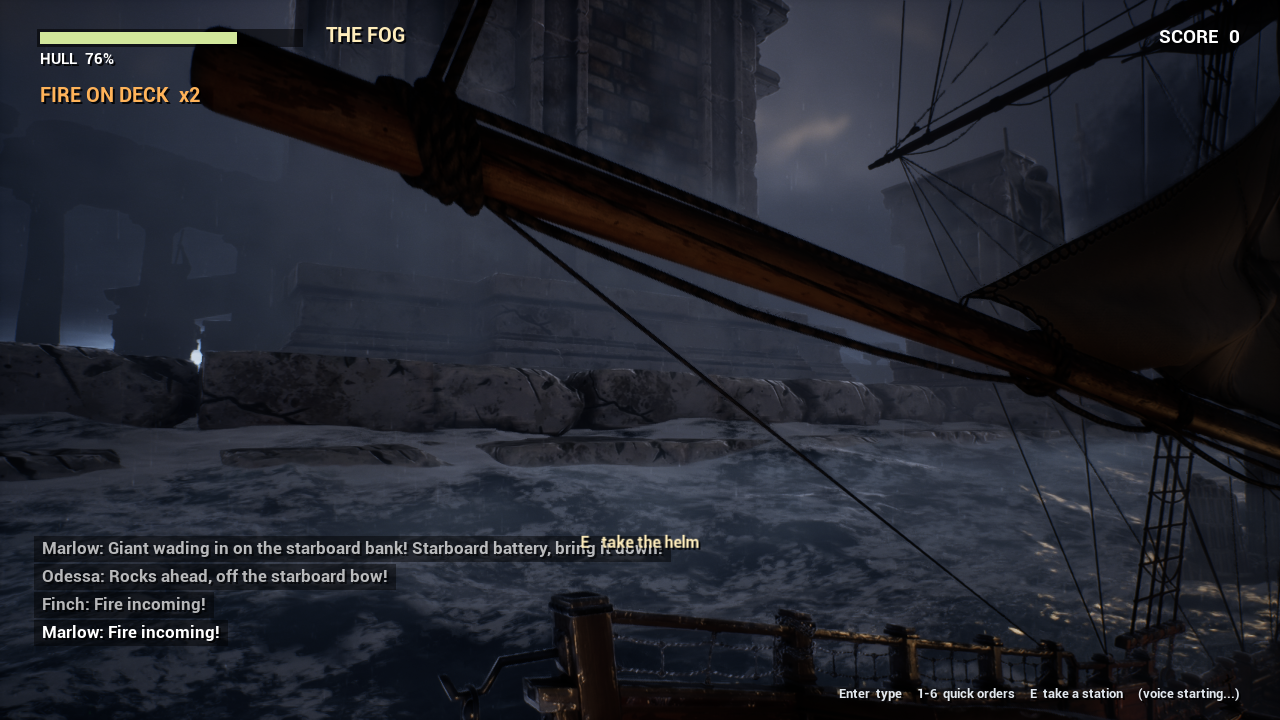 THE FOG
SCORE 0
HULL 76%
FIRE ON DECK x2
Marlow: Giant wading in on the starboard bank! Starboard battery, bring it down!
E take the helm
Odessa: Rocks ahead, off the starboard bow!
Finch: Fire incoming!
Marlow: Fire incoming!
Enter type 1-6 quick orders E take a station (voice starting...)